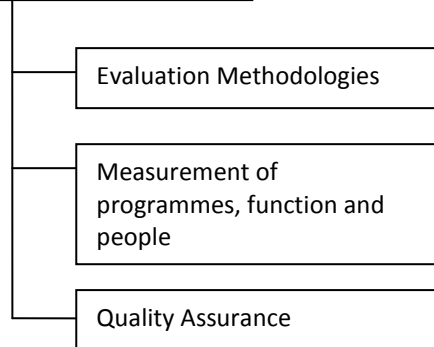 Evaluation Methodologies
Measurement of
programmes, function and
people
Quality Assurance